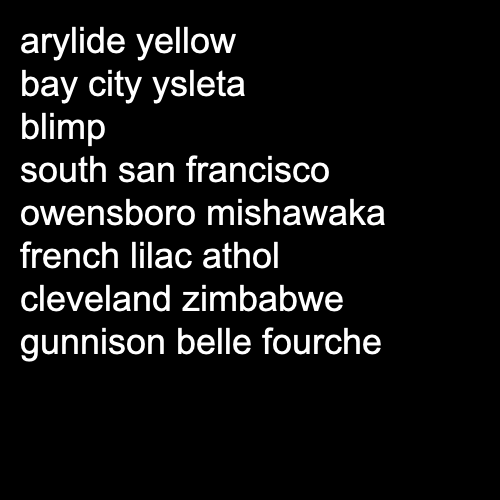 arylide yellow
bay city ysleta
blimp
south san francisco
owensboro mishawaka
french lilac athol
cleveland zimbabwe
gunnison belle fourche